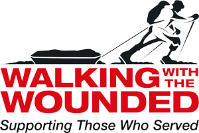 WALKING WITH THE
WOUNDED
Supporting Those Who Served